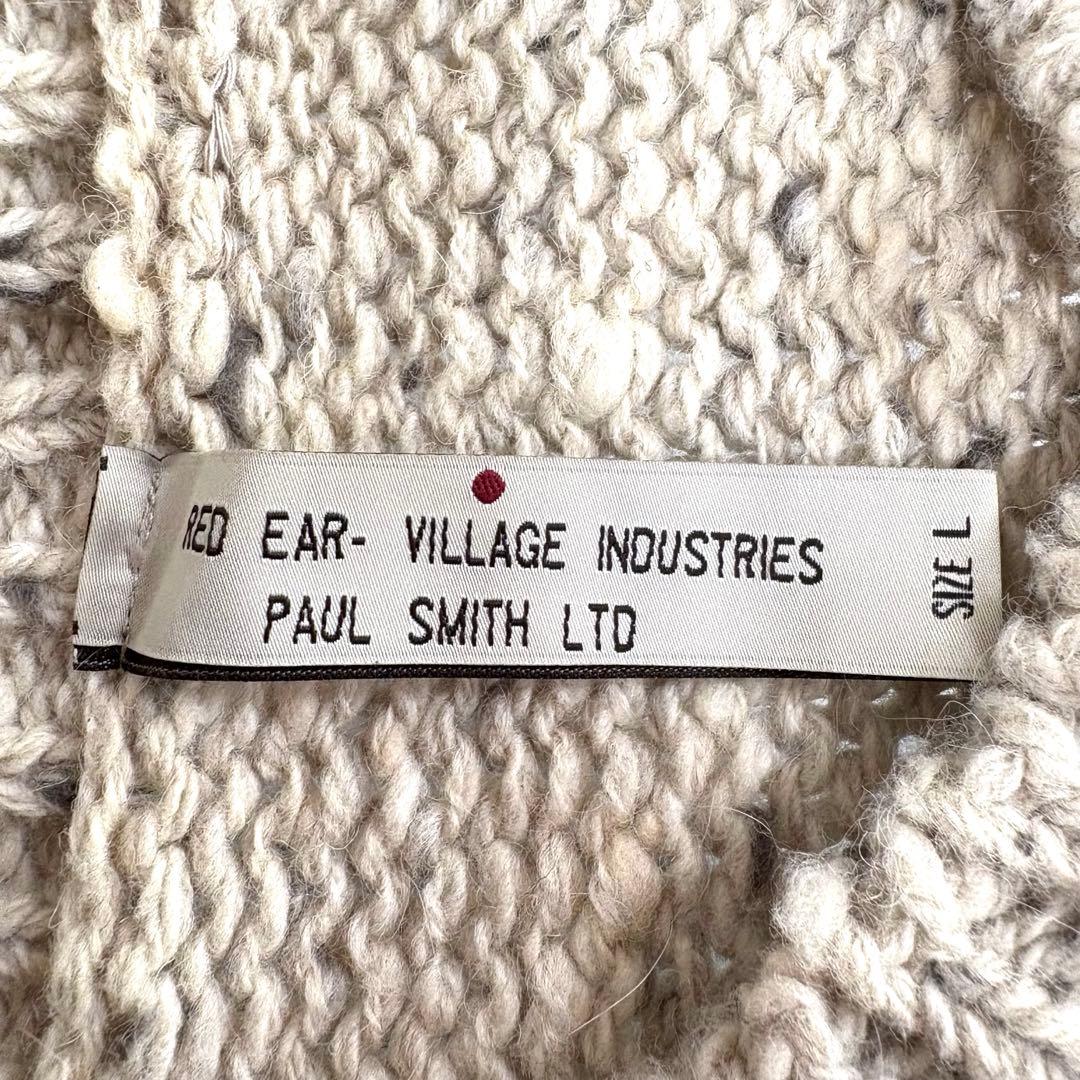 RED EAR- VILLAGE INDUSTRIES
PAUL SMITH LTD
SIZE L